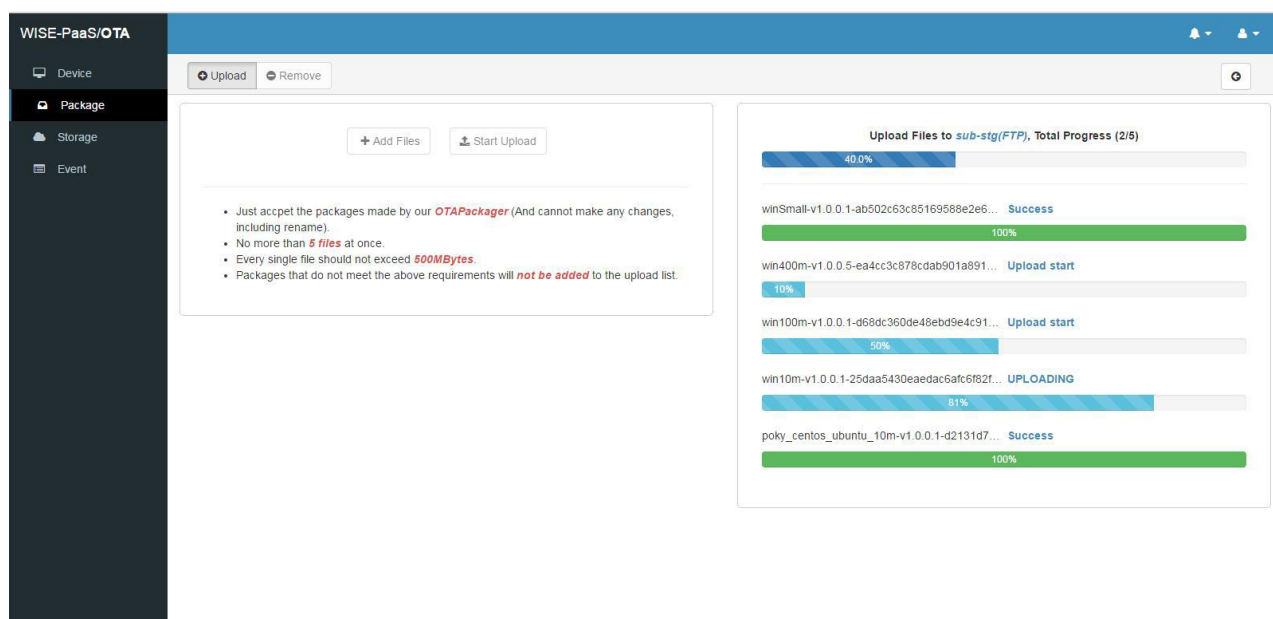 WISE-PaaS/OTA
Device
Package
Storage
Event
Upload
Remove
Add Files
Start Upload
Just accpet the packages made by our OTAPackager (And cannot make any changes,
including rename).
No more than 5 files at once.
Every single file should not exceed 500MBytes.
Packages that do not meet the above requirements will not be added to the upload list.
Upload Files to sub-stg(FTP), Total Progress (2/5)
40.0%
winSmall-v1.0.0.1-ab502c63c85169588e2e6... Success
100%
win400m-v1.0.0.5-ea4cc3c878cdab901a891... Upload start
10%
win100m-v1.0.0.1-d68dc360de48ebd9e4c91... Upload start
50%
win10m-v1.0.0.1-25daa5430eaedac6afc6f82f... UPLOADING
81%
poky_centos_ubuntu_10m-v1.0.0.1-d2131d7... Success
100%